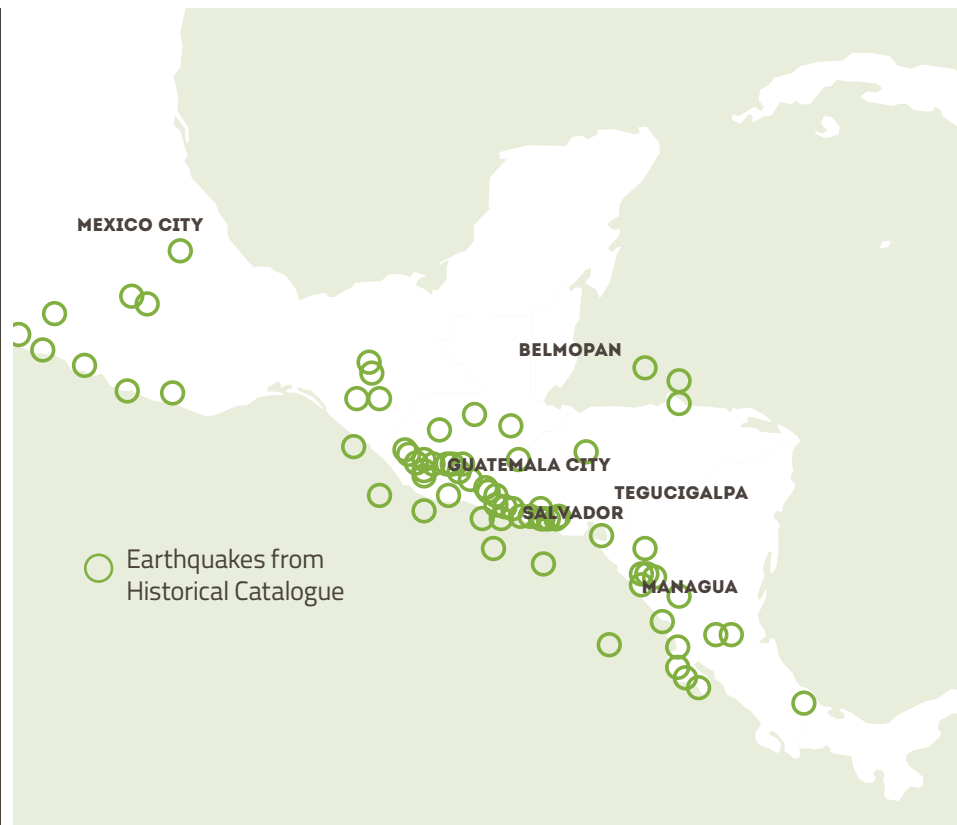 MEXICO CITY
BELMOPAN
GUATEMALA CITY
TEGUCIGALPA
SALVADOR
Earthquakes from
Historical Catalogue
MANAGUA